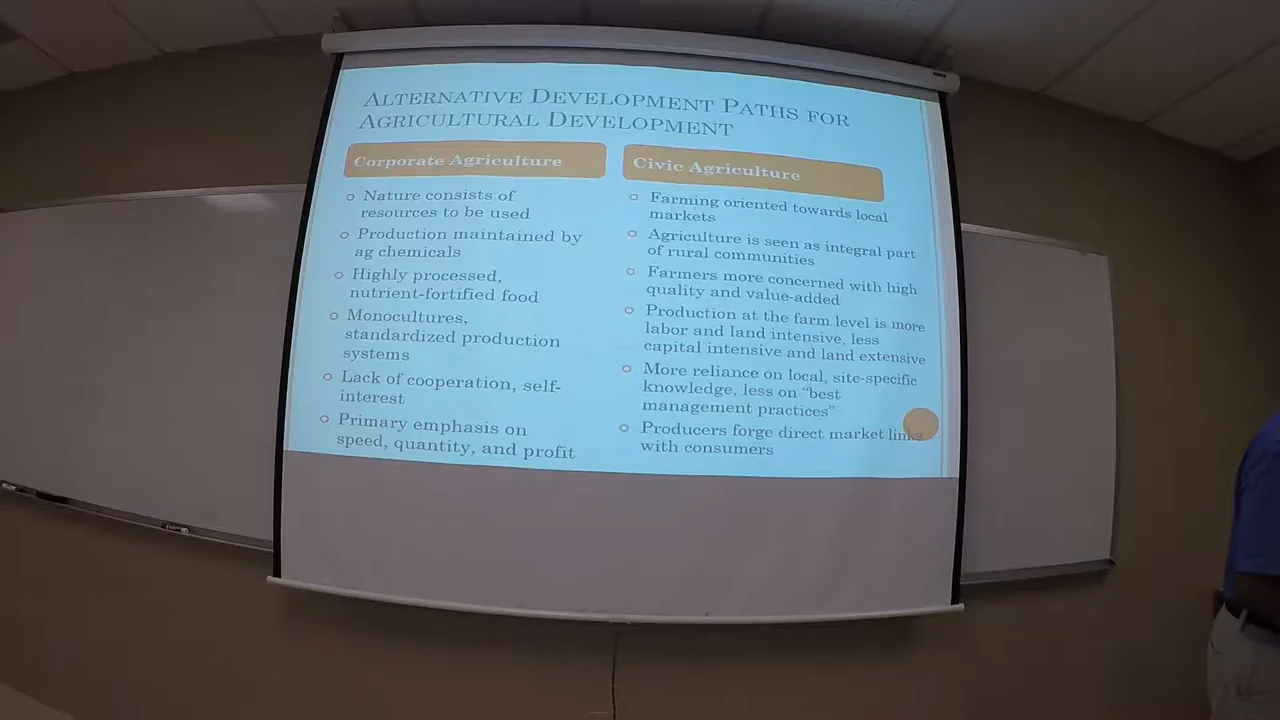 Alternative Development Paths for
Agricultural Development
Corporate Agriculture
Nature consists of
resources to be used
Production maintained by
ag chemicals
Highly processed,
nutrient-fortified food
Monocultures,
standardized production
systems
Lack of cooperation, self-
interest
Primary emphasis on
speed, quantity, and profit
Civic Agriculture
Farming oriented towards local
markets
Agriculture is seen as integral part
of rural communities
Farmers more concerned with high
quality and value-added
Production at the farm level is more
labor and land intensive, less
capital intensive and land extensive
More reliance on local, site-specific
knowledge, less on “best
management practices”
Producers forge direct market links
with consumers